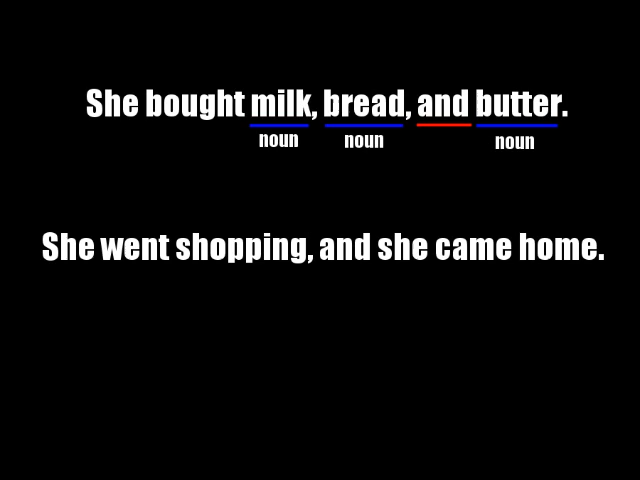 She bought milk, bread, and butter.
noun noun noun
She went shopping, and she came home.